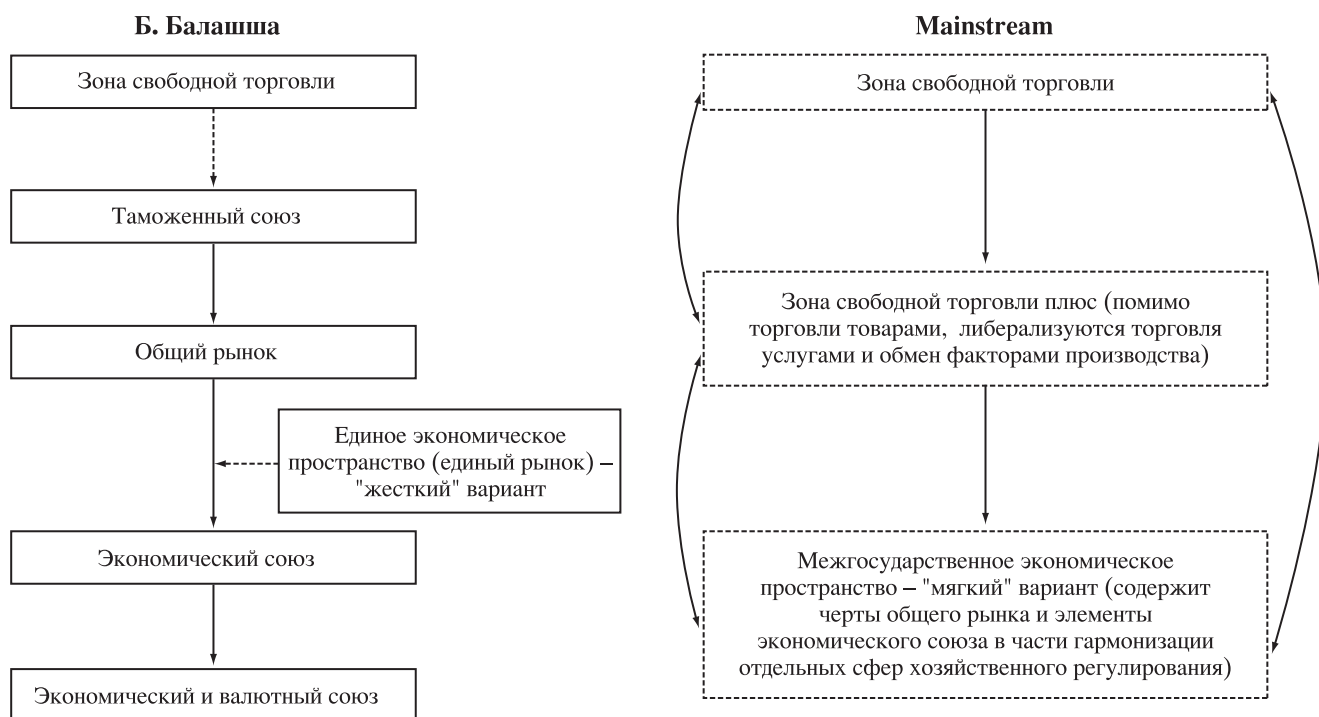 Б. Балашша
Зона свободной торговли
Таможенный союз
Общий рынок
Единое экономическое
пространство (единый рынок) –
"жесткий" вариант
Экономический союз
Экономический и валютный союз
Mainstream
Зона свободной торговли
Зона свободной торговли плюс (помимо
торговли товарами, либерализуются торговля
услугами и обмен факторами производства)
Межгосударственное экономическое
пространство – "мягкий" вариант (содержит
черты общего рынка и элементы
экономического союза в части гармонизации
отдельных сфер хозяйственного регулирования)